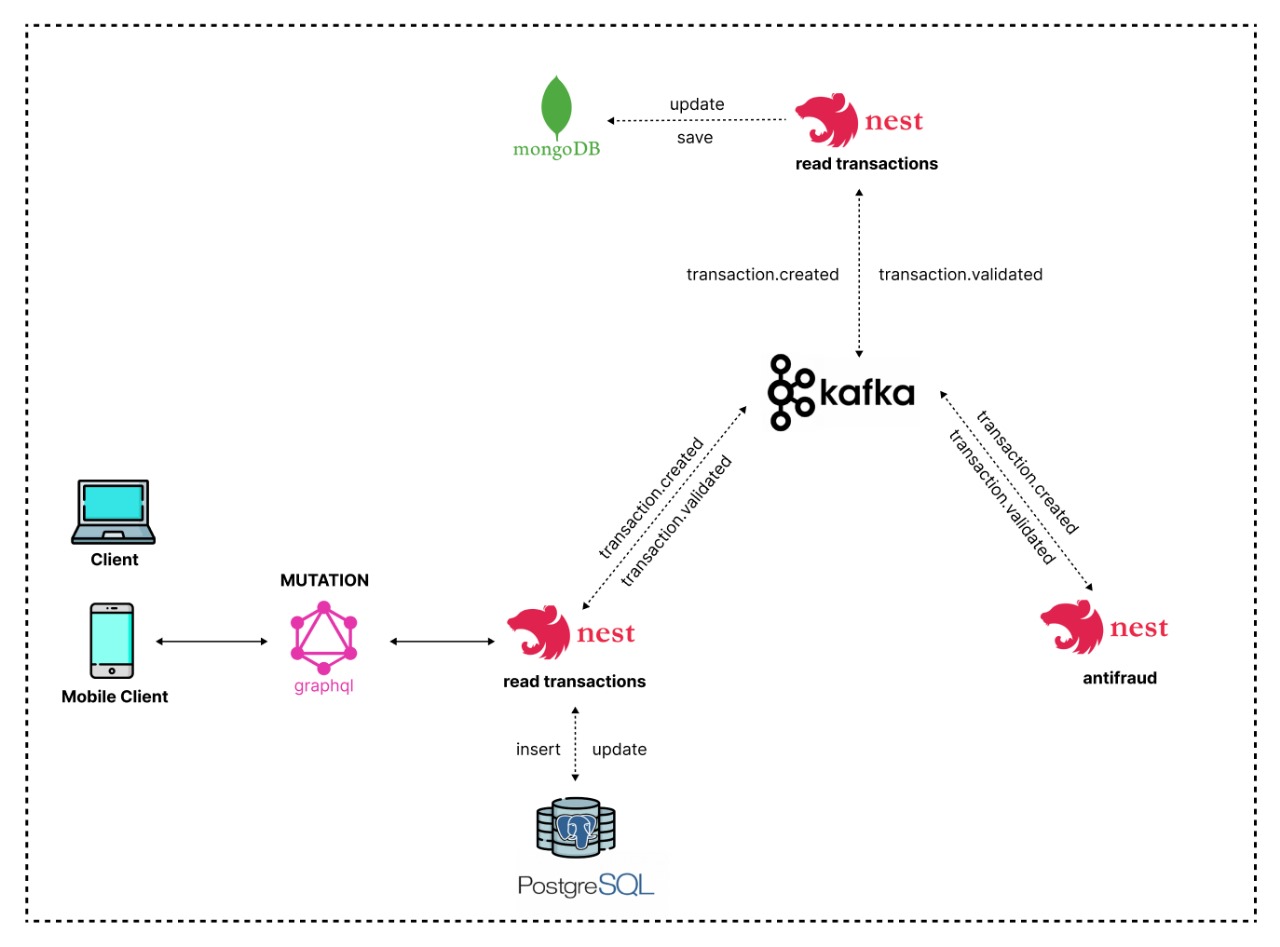 update
save
mongoDB
nest
read transactions
transaction.created
transaction.validated
kafka
transaction.created
transaction.validated
transaction.created
transaction.validated
Client
MUTATION
Mobile Client
graphql
nest
read transactions
nest
antifraud
insert
update
PostgreSQL